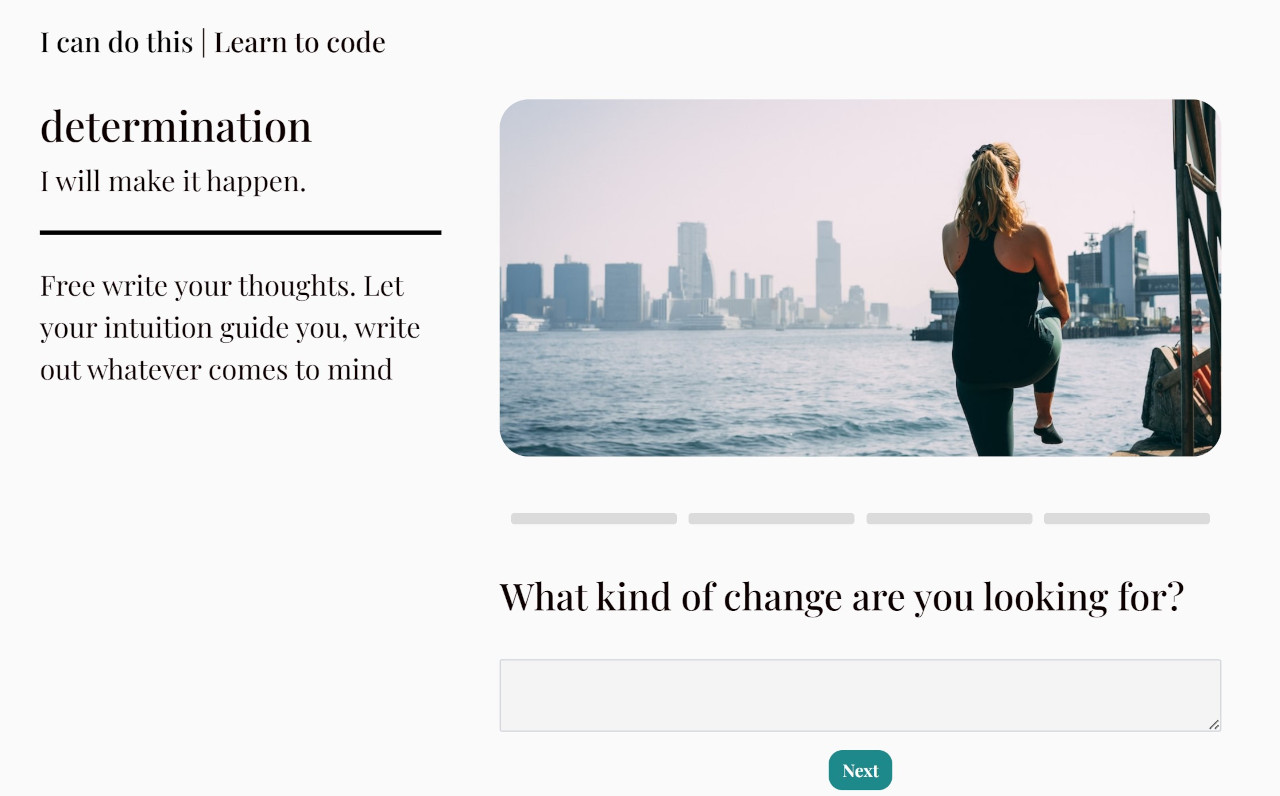 I can do this | Learn to code
determination
I will make it happen.
Free write your thoughts. Let
your intuition guide you, write
out whatever comes to mind
What kind of change are you looking for?
Next